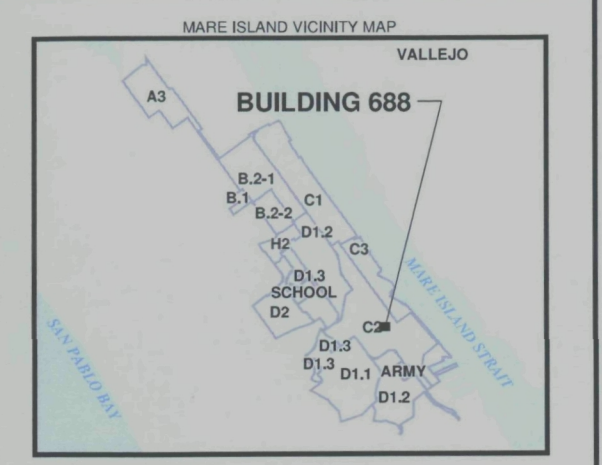 MARE ISLAND VICINITY MAP
VALLEJO
BUILDING 688
A3
B.2-1
B.1
C1
B.2-2
D1.2
H2
C3
D1.3
SCHOOL
D2
MARE ISLAND STRAIT
SAN PABLO BAY
C2
D1.3
D1.3
D1.1
ARMY
D1.2